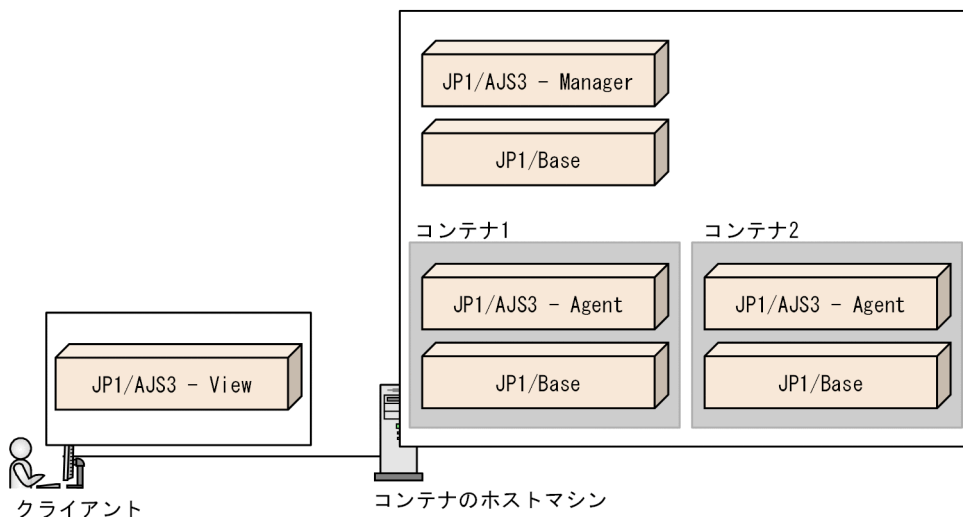 JP1/AJS3 - Manager
JP1/Base
コンテナ1
コンテナ2
JP1/AJS3 - Agent
JP1/AJS3 - Agent
JP1/Base
JP1/Base
JP1/AJS3 - View
クライアント
コンテナのホストマシン